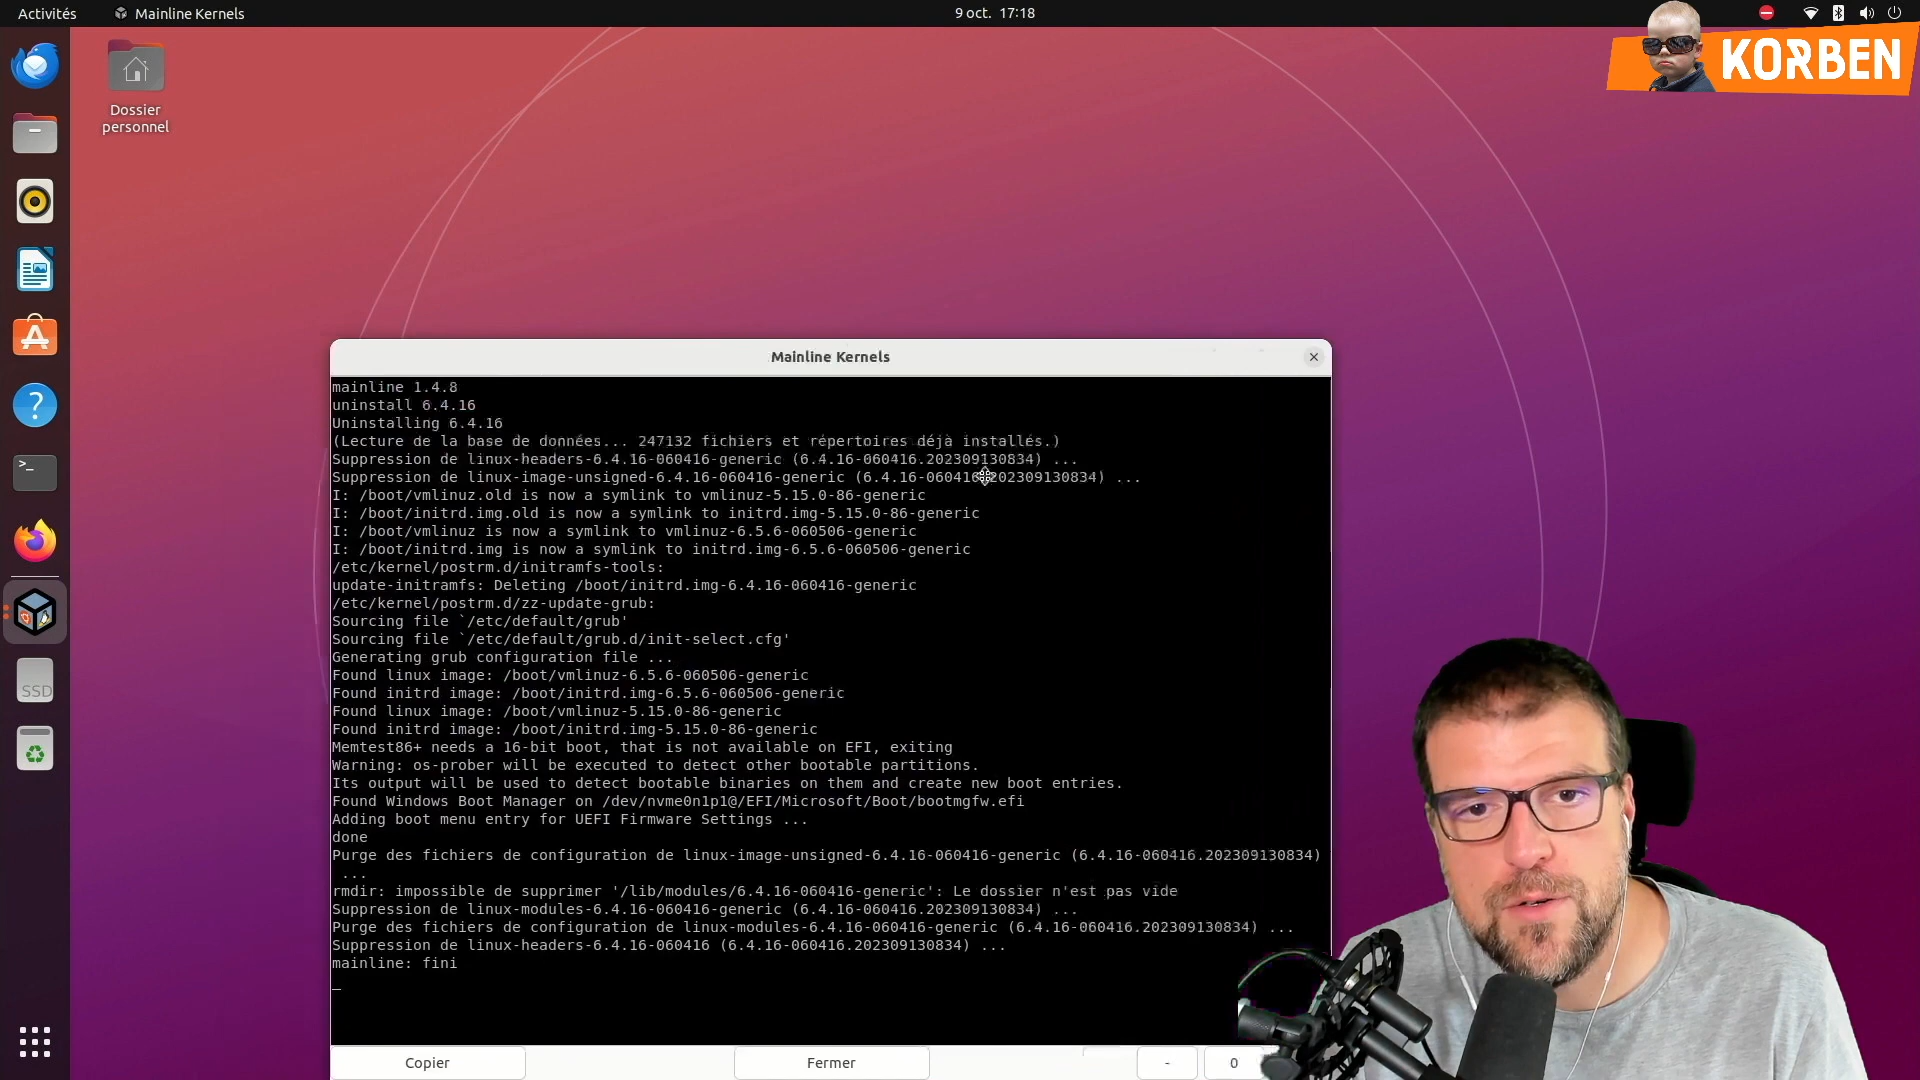 Activités
Mainline Kernels
9 oct. 17:18
KORBEN
Dossier
personnel
Mainline Kernels
mainline 1.4.8
uninstall 6.4.16
Uninstalling 6.4.16
(Lecture de la base de données... 247132 fichiers et répertoires déjà installés.)
Suppression de linux-headers-6.4.16-060416-generic (6.4.16-060416.202309130834) ...
Suppression de linux-image-unsigned-6.4.16-060416-generic (6.4.16-060416.202309130834) ...
I: /boot/vmlinuz.old is now a symlink to vmlinuz-5.15.0-86-generic
I: /boot/initrd.img.old is now a symlink to initrd.img-5.15.0-86-generic
I: /boot/vmlinuz is now a symlink to vmlinuz-6.5.6-060506-generic
I: /boot/initrd.img is now a symlink to initrd.img-6.5.6-060506-generic
/etc/kernel/postrm.d/initramfs-tools:
update-initramfs: Deleting /boot/initrd.img-6.4.16-060416-generic
/etc/kernel/postrm.d/zz-update-grub:
Sourcing file `/etc/default/grub'
Sourcing file `/etc/default/grub.d/init-select.cfg'
Generating grub configuration file ...
Found linux image: /boot/vmlinuz-6.5.6-060506-generic
Found initrd image: /boot/initrd.img-6.5.6-060506-generic
Found linux image: /boot/vmlinuz-5.15.0-86-generic
Found initrd image: /boot/initrd.img-5.15.0-86-generic
Memtest86+ needs a 16-bit boot, that is not available on EFI, exiting
Warning: os-prober will be executed to detect other bootable partitions.
Its output will be used to detect bootable binaries on them and create new boot entries.
Found Windows Boot Manager on /dev/nvme0n1p1@/EFI/Microsoft/Boot/bootmgfw.efi
Adding boot menu entry for UEFI Firmware Settings ...
done
Purge des fichiers de configuration de linux-image-unsigned-6.4.16-060416-generic (6.4.16-060416.202309130834)
...
rmdir: impossible de supprimer '/lib/modules/6.4.16-060416-generic': Le dossier n'est pas vide
Suppression de linux-modules-6.4.16-060416-generic (6.4.16-060416.202309130834) ...
Purge des fichiers de configuration de linux-modules-6.4.16-060416-generic (6.4.16-060416.202309130834) ...
Suppression de linux-headers-6.4.16-060416 (6.4.16-060416.202309130834) ...
mainline: fini
_
SSD
Copier
Fermer
-
0